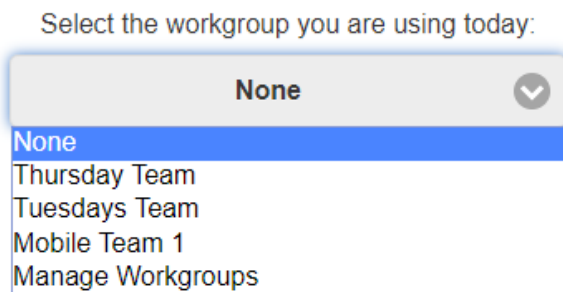 Select the workgroup you are using today:
None
None
Thursday Team
Tuesdays Team
Mobile Team 1
Manage Workgroups